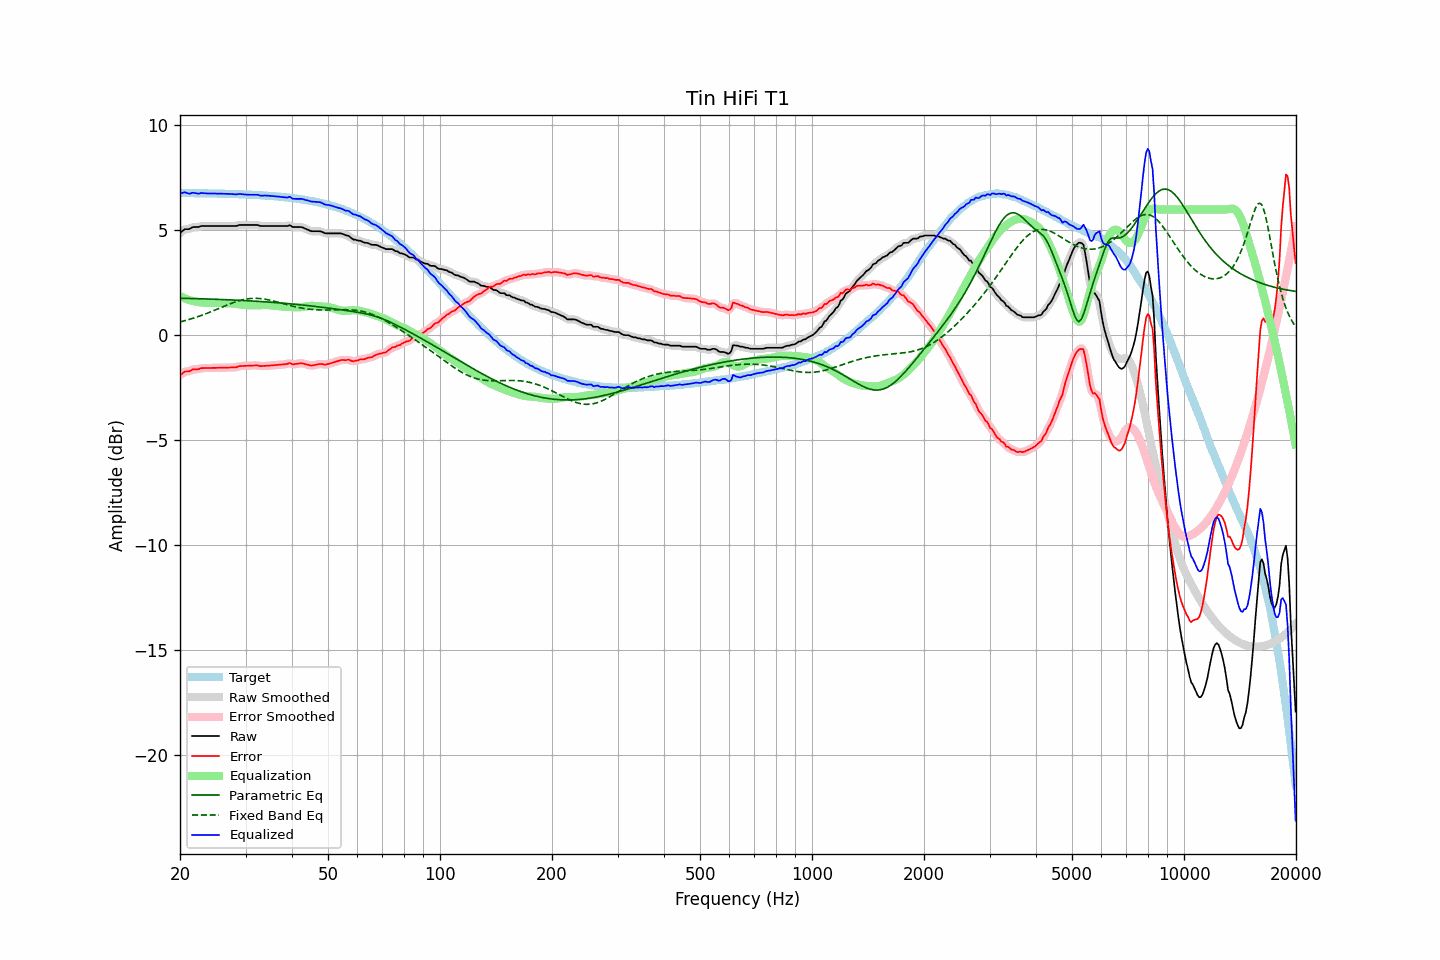 Tin HiFi T1
Amplitude (dBr)
10
5
0
−5
−10
−15
−20
Target
Raw Smoothed
Error Smoothed
Raw
Error
Equalization
Parametric Eq
Fixed Band Eq
Equalized
20 50 100 200 500 1000 2000 5000 10000 20000
Frequency (Hz)